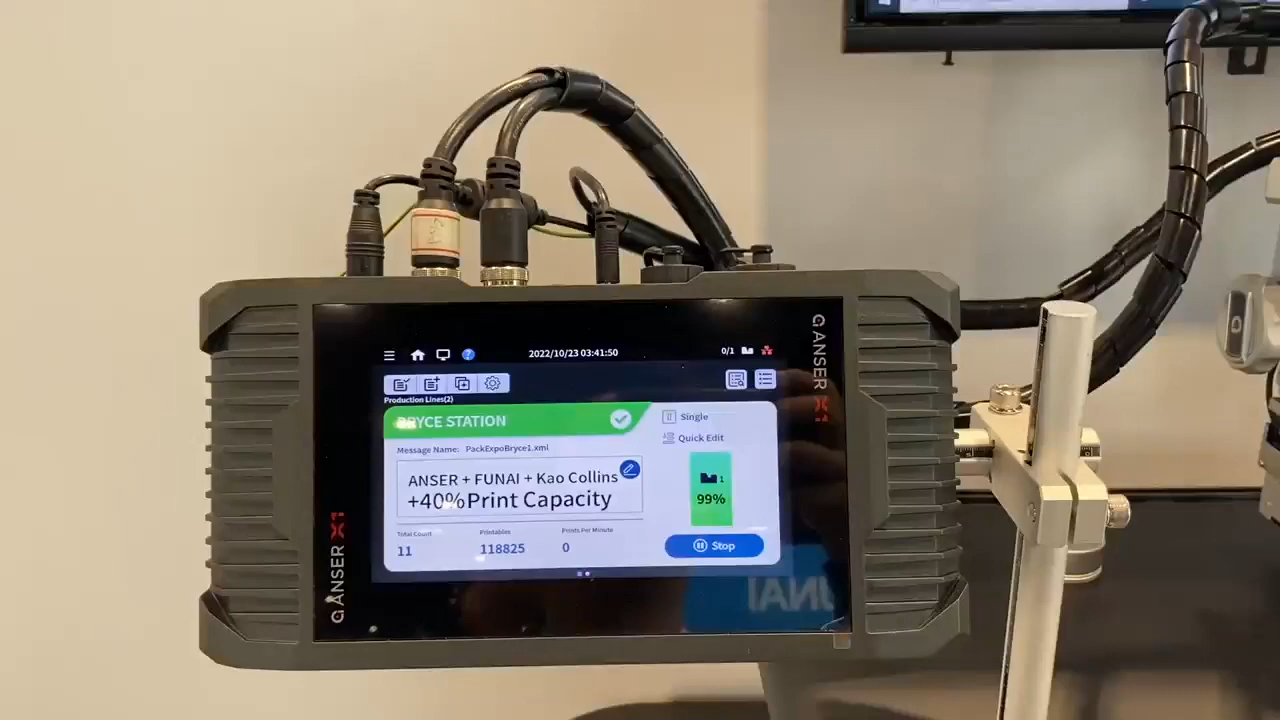 2022/10/23 03:41:50
0/1
Production Lines(2)
BRYCE STATION
Single
Message Name: PackExpoBryce1.xml
Quick Edit
ANSER + FUNAI + Kao Collins
+40%Print Capacity
1
99%
Total Count
Printables
Prints Per Minute
11
118825
0
Stop
ANSER X1
ANSER X1